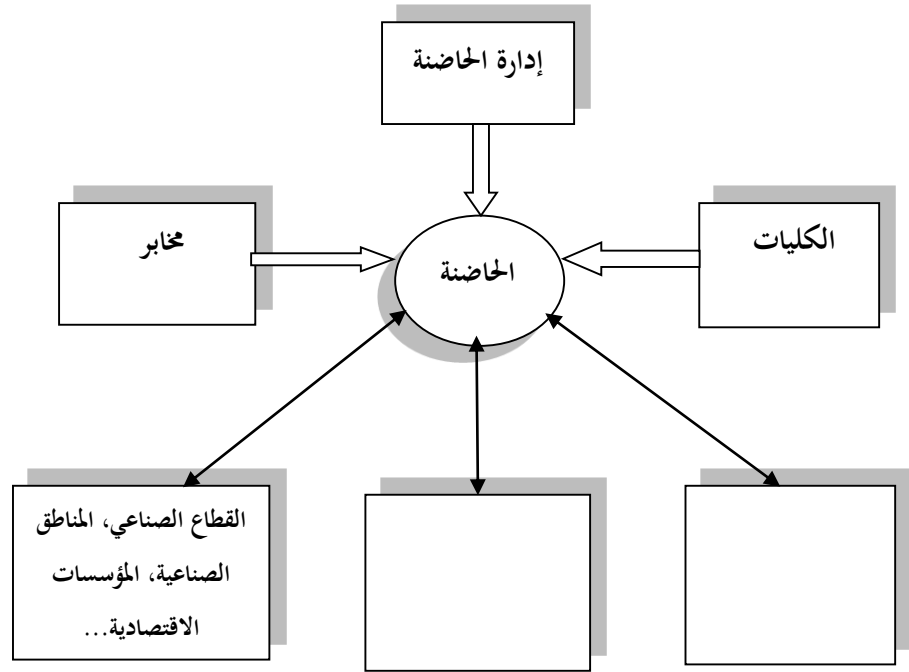 إدارة الحاضنة
الكليات
مخابر
الحاضنة
القطاع الصناعي، المناطق
الصناعية، المؤسسات
الاقتصادية...